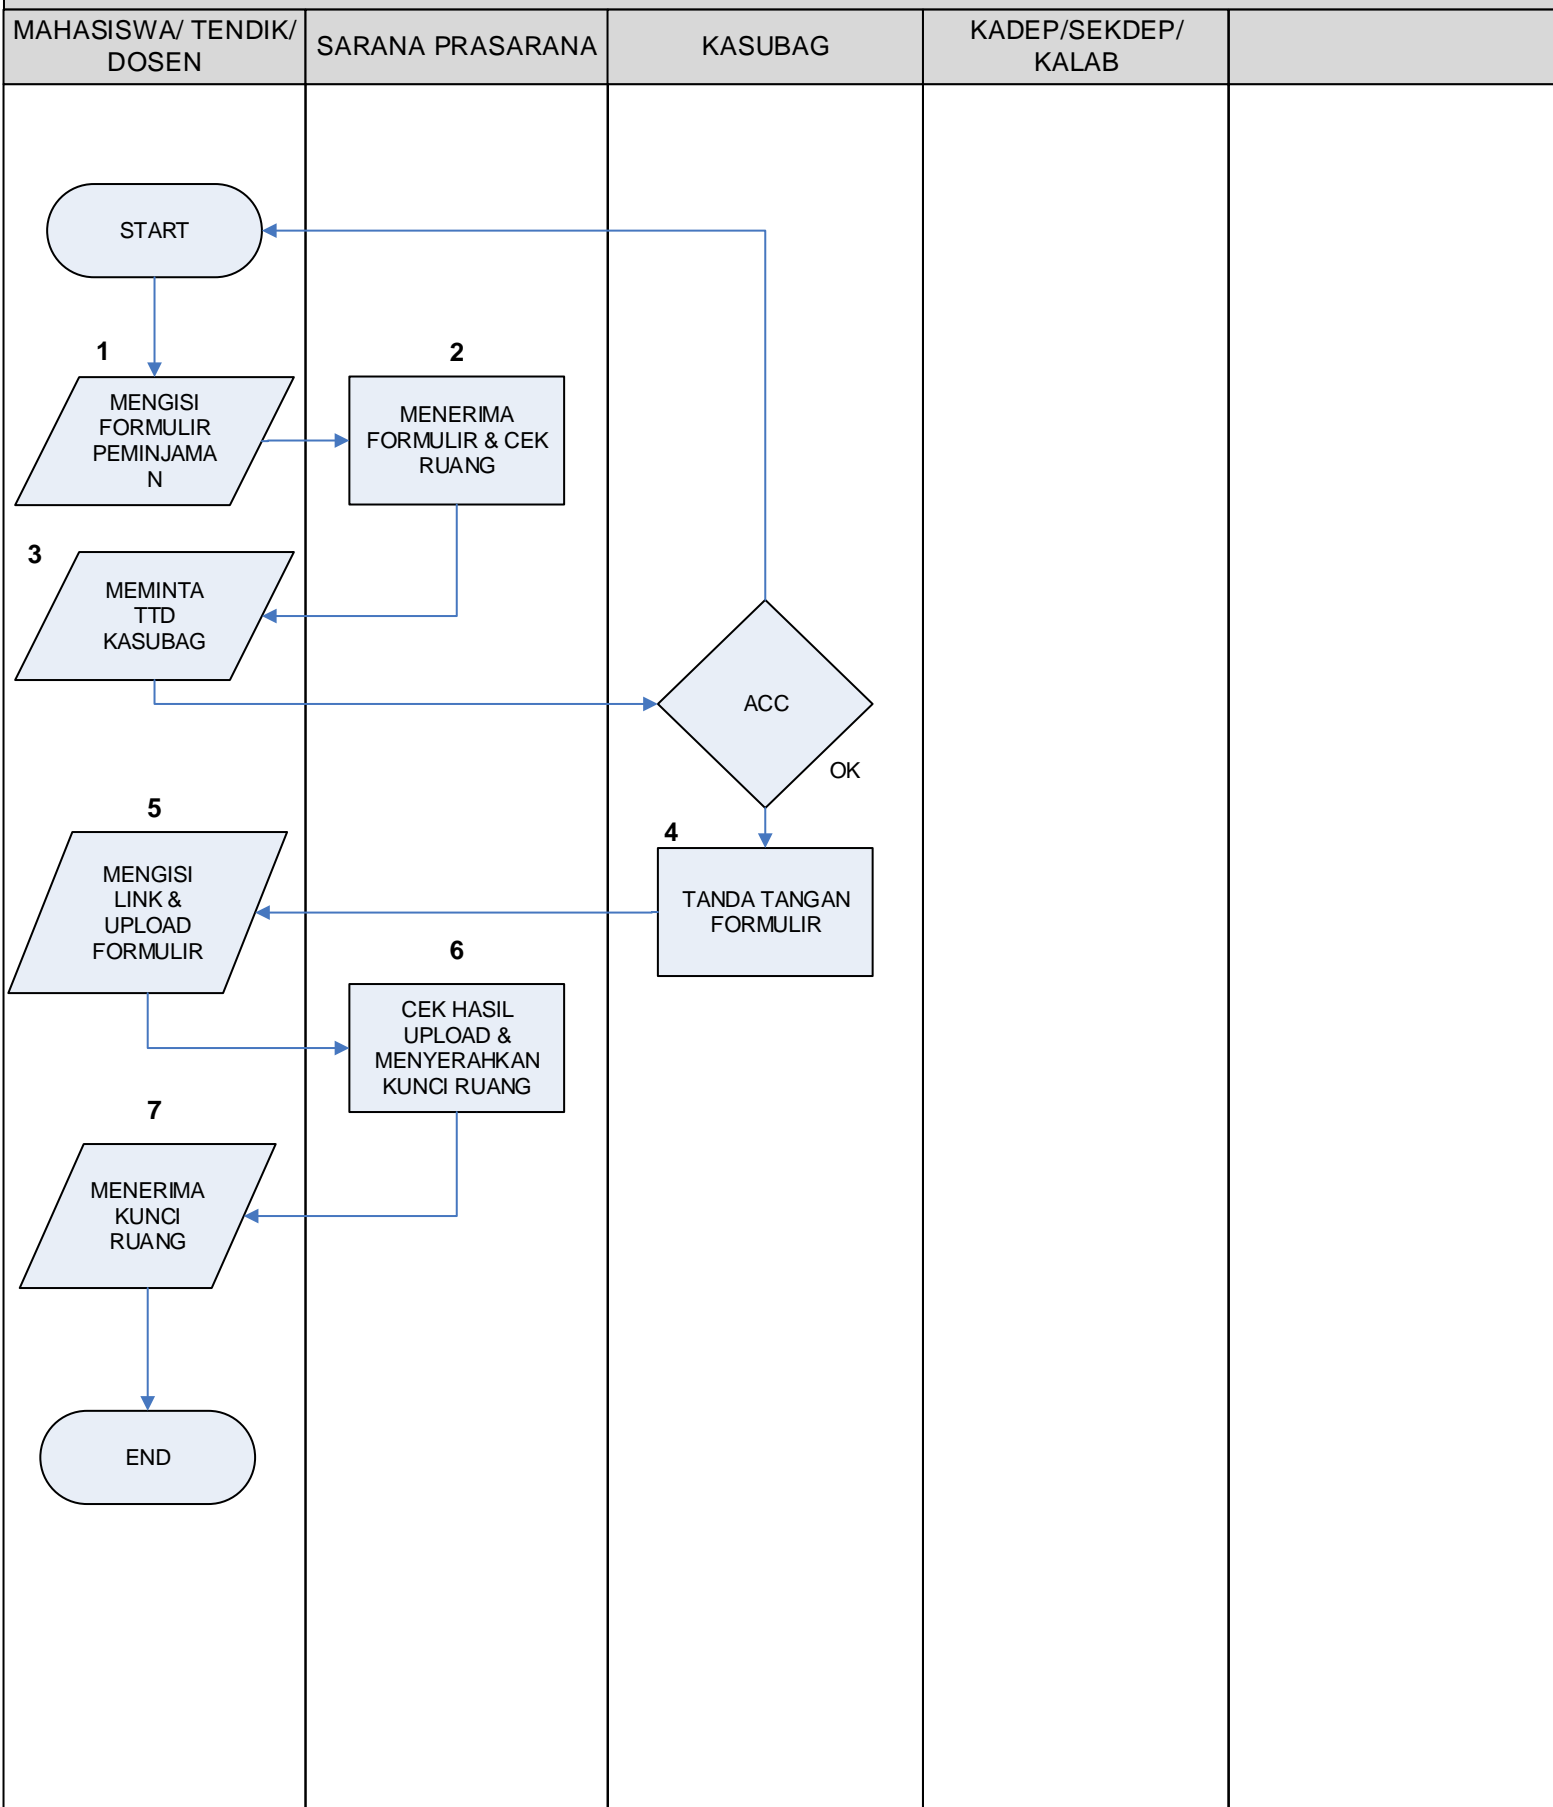 MAHASISWA/ TENDIK/
DOSEN
SARANA PRASARANA
KASUBAG
KADEP/SEKDEP/
KALAB
START
1
MENGISI
FORMULIR
PEMINJAMA
N
2
MENERIMA
FORMULIR & CEK
RUANG
3
MEMINTA
TTD
KASUBAG
ACC
OK
4
TANDA TANGAN
FORMULIR
5
MENGISI
LINK &
UPLOAD
FORMULIR
6
CEK HASIL
UPLOAD &
MENYERAHKAN
KUNCI RUANG
7
MENERIMA
KUNCI
RUANG
END